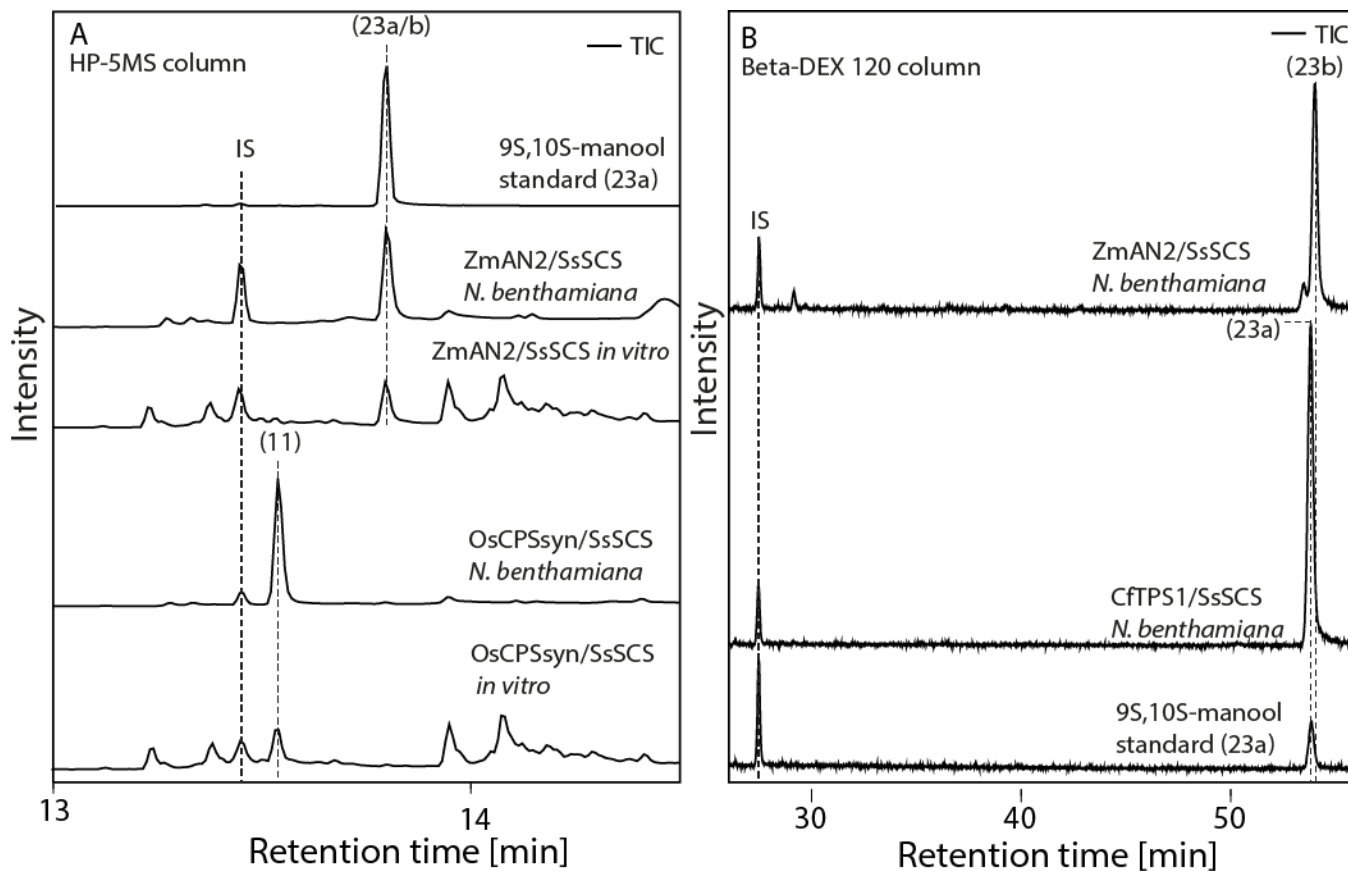 A
HP-5MS column
(23a/b)
TIC
IS
9S,10S-manool
standard (23a)
ZmAN2/SsSCS
N. benthamiana
ZmAN2/SsSCS in vitro
(11)
OsCPSsyn/SsSCS
N. benthamiana
OsCPSsyn/SsSCS
in vitro
Intensity
13
14
Retention time [min]
B
Beta-DEX 120 column
TIC
(23b)
IS
ZmAN2/SsSCS
N. benthamiana
(23a)
CfTPS1/SsSCS
N. benthamiana
9S,10S-manool
standard (23a)
Intensity
30
40
50
Retention time [min]